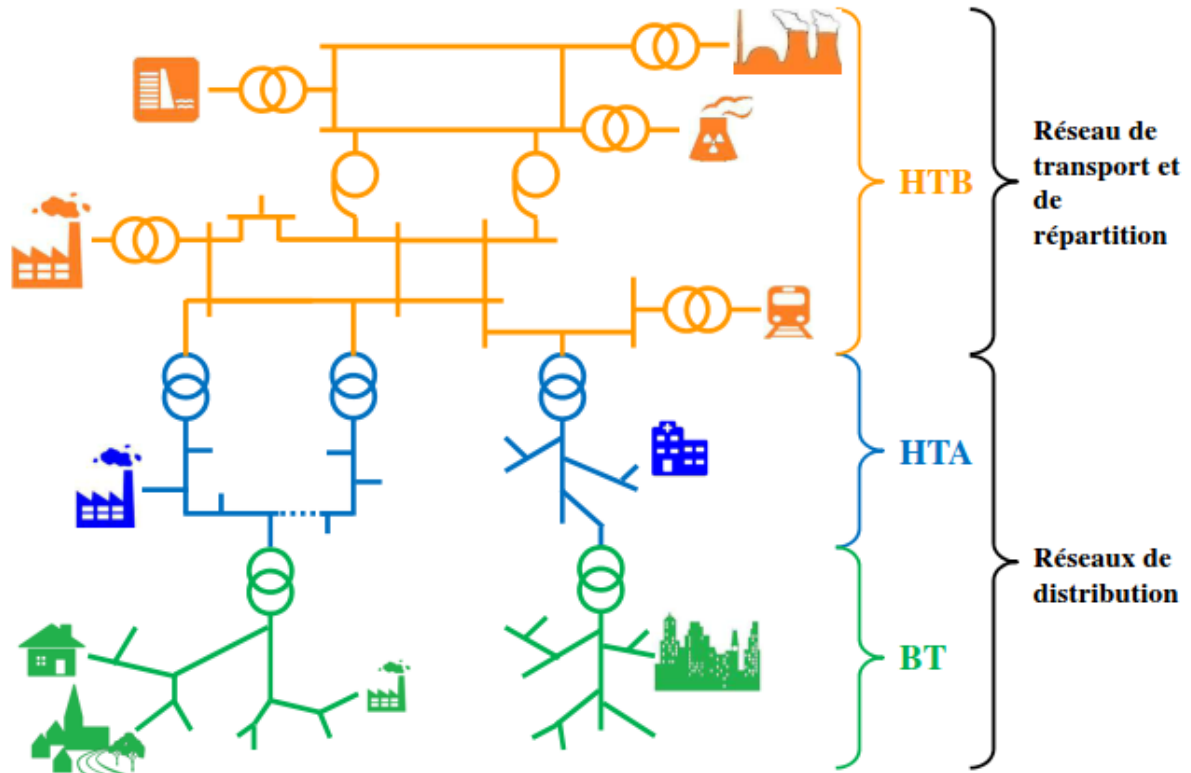 HTB
Réseau de
transport et
de
répartition
HTA
Réseaux de
distribution
BT